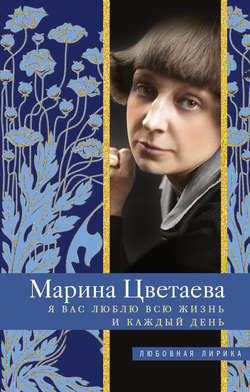 Марина Цветаева
Я ВАС ЛЮБЛЮ ВСЮ ЖИЗНЬ
И КАЖДЫЙ ДЕНЬ
ЛЮБОВНАЯ ЛИРИКА